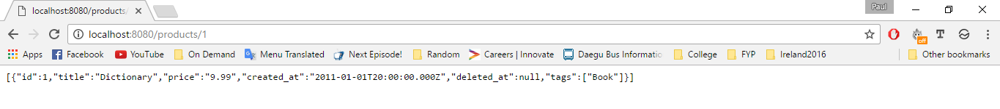 localhost:8080/products/
Paul
localhost:8080/products/1
off
T
Apps Facebook YouTube On Demand Menu Translated Next Episode! Random Careers | Innovate Daegu Bus Informatio College FYP Ireland2016 Other bookmarks
[{"id":1,"title":"Dictionary","price":"9.99","created_at":"2011-01-01T20:00:00.000Z","deleted_at":null,"tags":["Book"]}]